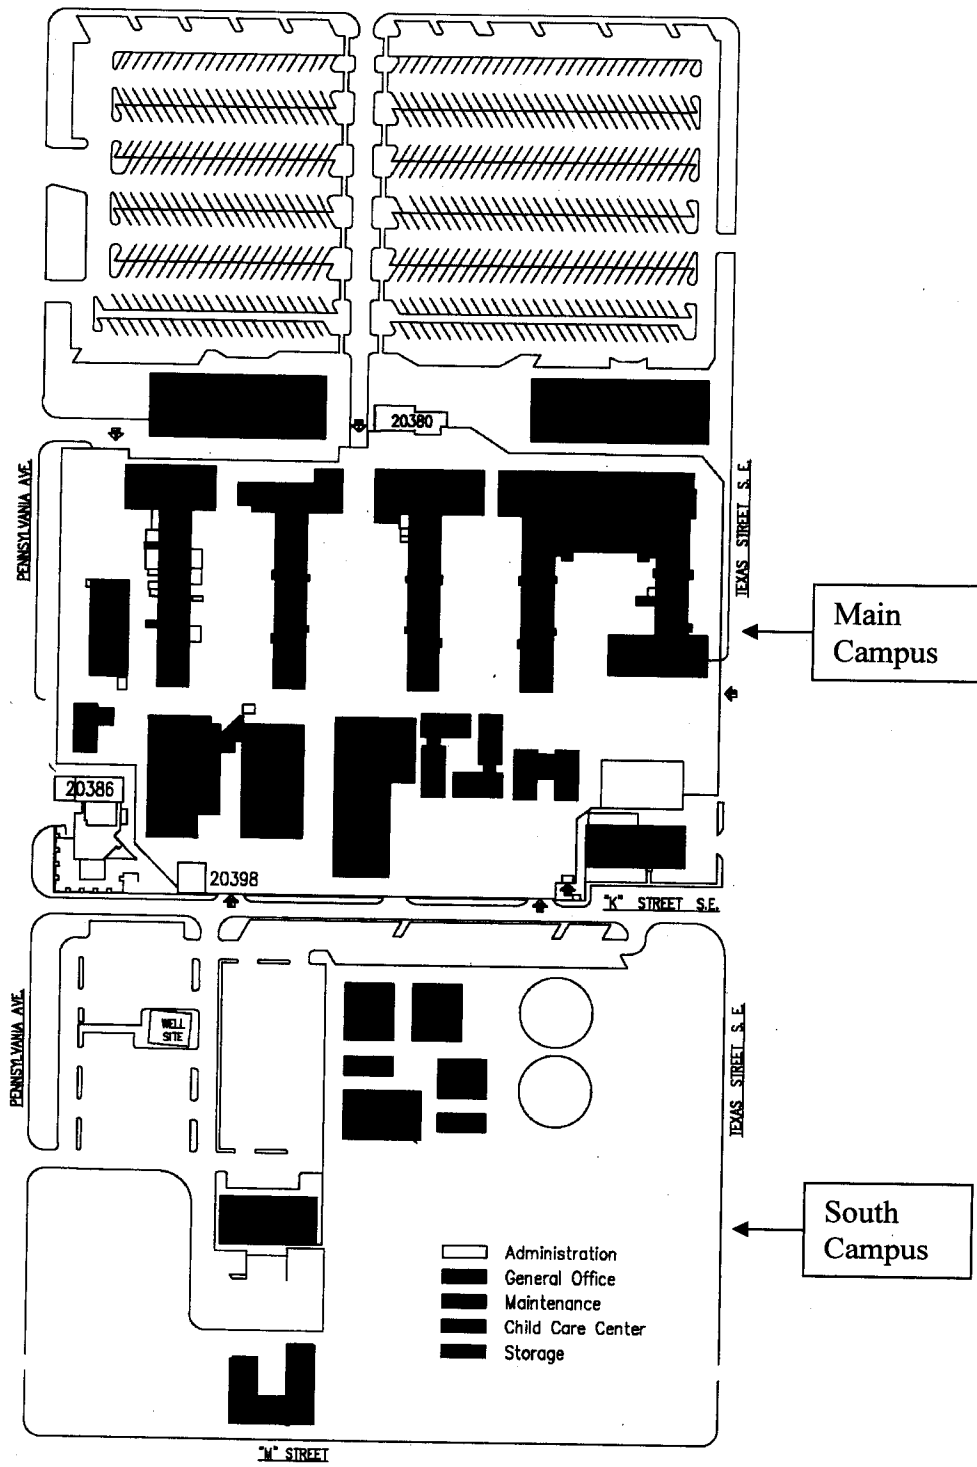 20380
PENNSYLVANIA AVE.
TEXAS STREET S. E.
Main
Campus
20386
20398
"K" STREET S.E.
PENNSYLVANIA AVE.
WELL
SITE
TEXAS STREET S. E.
South
Campus
Administration
General Office
Maintenance
Child Care Center
Storage
"M" STREET